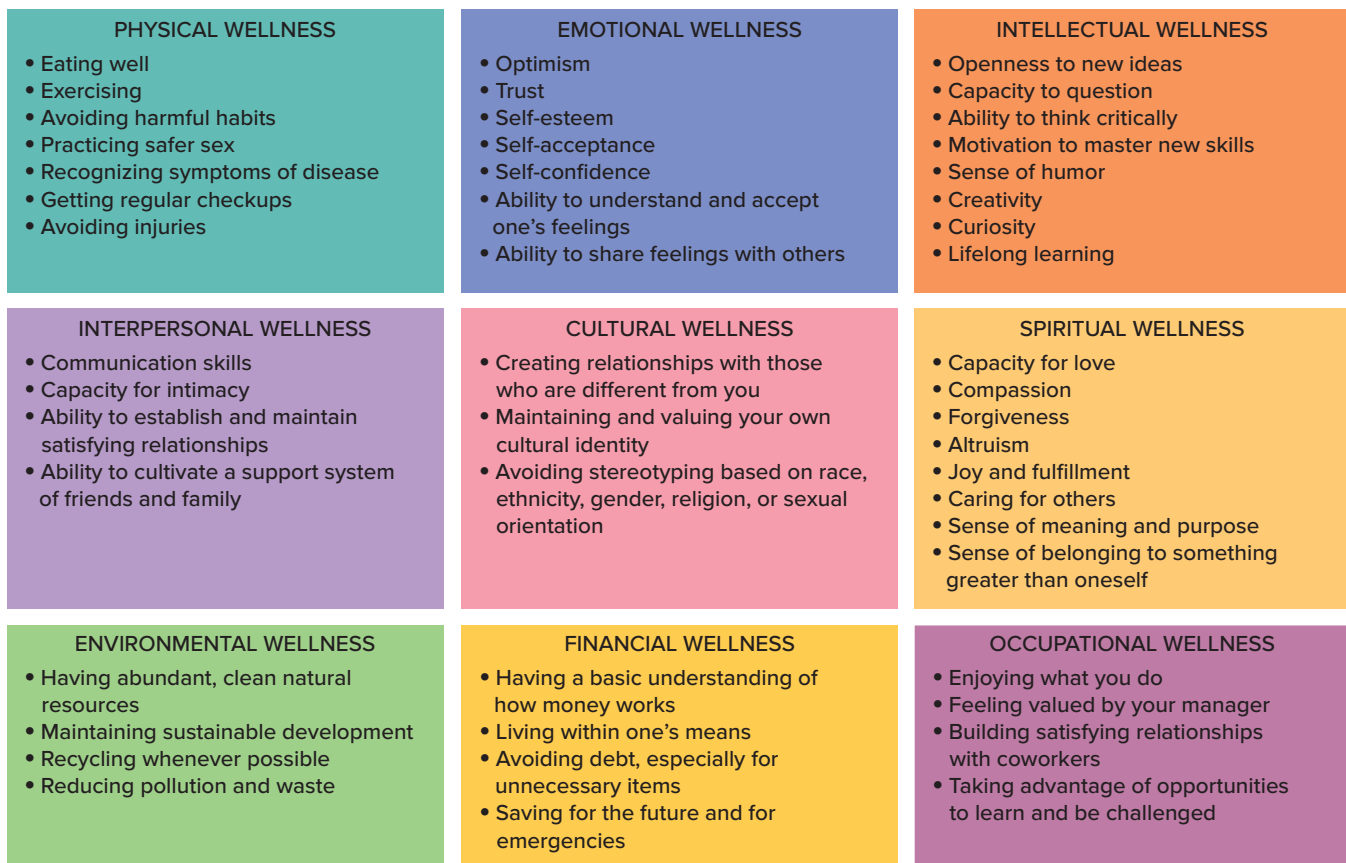 PHYSICAL WELLNESS
• Eating well
• Exercising
• Avoiding harmful habits
• Practicing safer sex
• Recognizing symptoms of disease
• Getting regular checkups
• Avoiding injuries
EMOTIONAL WELLNESS
• Optimism
• Trust
• Self-esteem
• Self-acceptance
• Self-confidence
• Ability to understand and accept
one’s feelings
• Ability to share feelings with others
INTELLECTUAL WELLNESS
• Openness to new ideas
• Capacity to question
• Ability to think critically
• Motivation to master new skills
• Sense of humor
• Creativity
• Curiosity
• Lifelong learning
INTERPERSONAL WELLNESS
• Communication skills
• Capacity for intimacy
• Ability to establish and maintain
satisfying relationships
• Ability to cultivate a support system
of friends and family
CULTURAL WELLNESS
• Creating relationships with those
who are different from you
• Maintaining and valuing your own
cultural identity
• Avoiding stereotyping based on race,
ethnicity, gender, religion, or sexual
orientation
SPIRITUAL WELLNESS
• Capacity for love
• Compassion
• Forgiveness
• Altruism
• Joy and fulfillment
• Caring for others
• Sense of meaning and purpose
• Sense of belonging to something
greater than oneself
ENVIRONMENTAL WELLNESS
• Having abundant, clean natural
resources
• Maintaining sustainable development
• Recycling whenever possible
• Reducing pollution and waste
FINANCIAL WELLNESS
• Having a basic understanding of
how money works
• Living within one’s means
• Avoiding debt, especially for
unnecessary items
• Saving for the future and for
emergencies
OCCUPATIONAL WELLNESS
• Enjoying what you do
• Feeling valued by your manager
• Building satisfying relationships
with coworkers
• Taking advantage of opportunities
to learn and be challenged